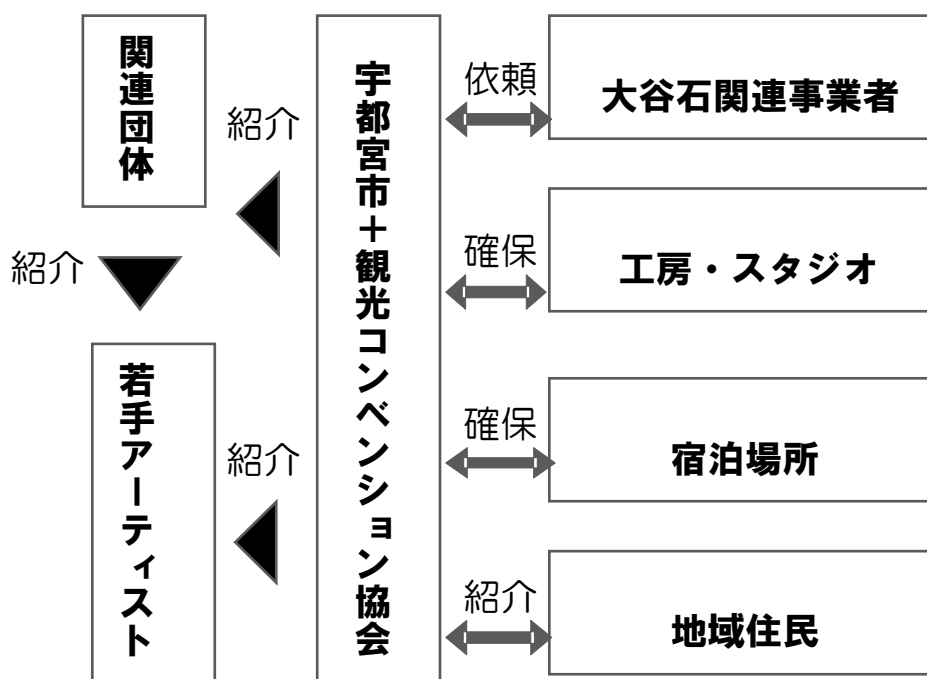 関連団体
紹介
紹介
若手アーティスト
紹介
宇都宮市＋観光コンベンション協会
依頼
大谷石関連事業者
確保
工房・スタジオ
確保
宿泊場所
紹介
地域住民